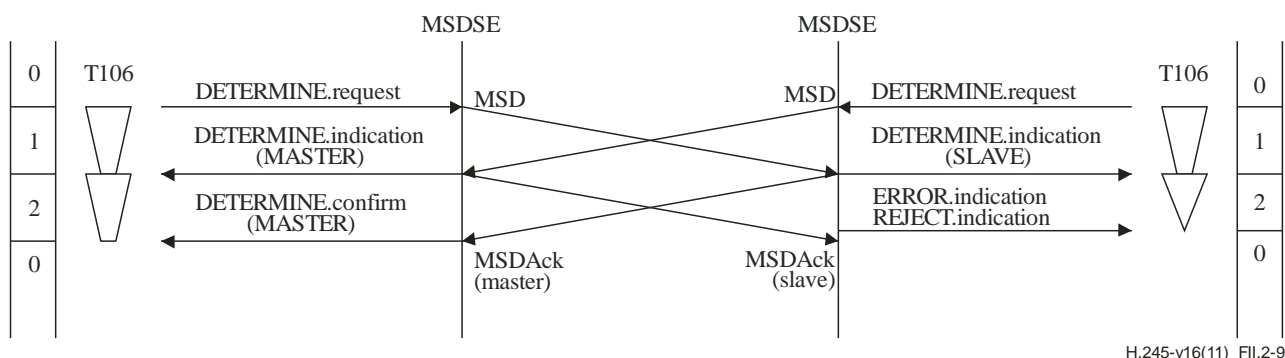 MSDSE MSDSE
0 T106 T106 0
DETERMINE.request MSD MSD DETERMINE.request
1 DETERMINE.indication DETERMINE.indication 1
(MASTER) (SLAVE)
2 DETERMINE.confirm ERROR.indication 2
(MASTER) REJECT.indication
0 MSDAck MSDAck 0
(master) (slave)
H.245-v16(11)_FII.2-9